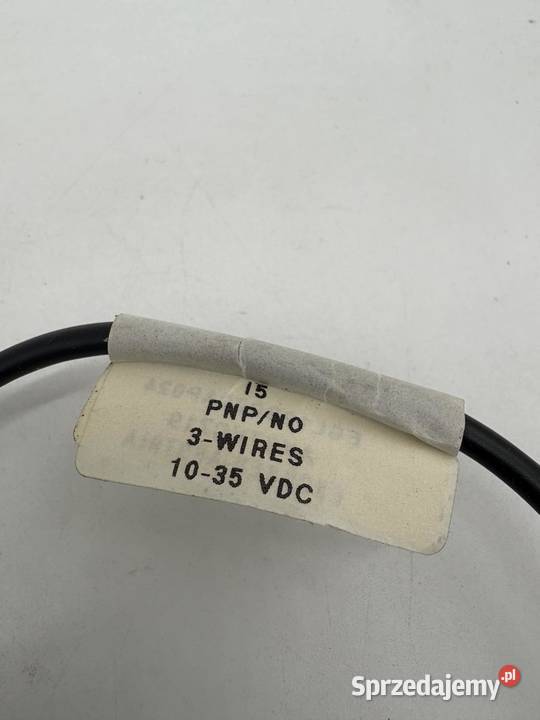 15
PNP/NO
3-WIRES
10-35 VDC
Sprzedajemy.pl